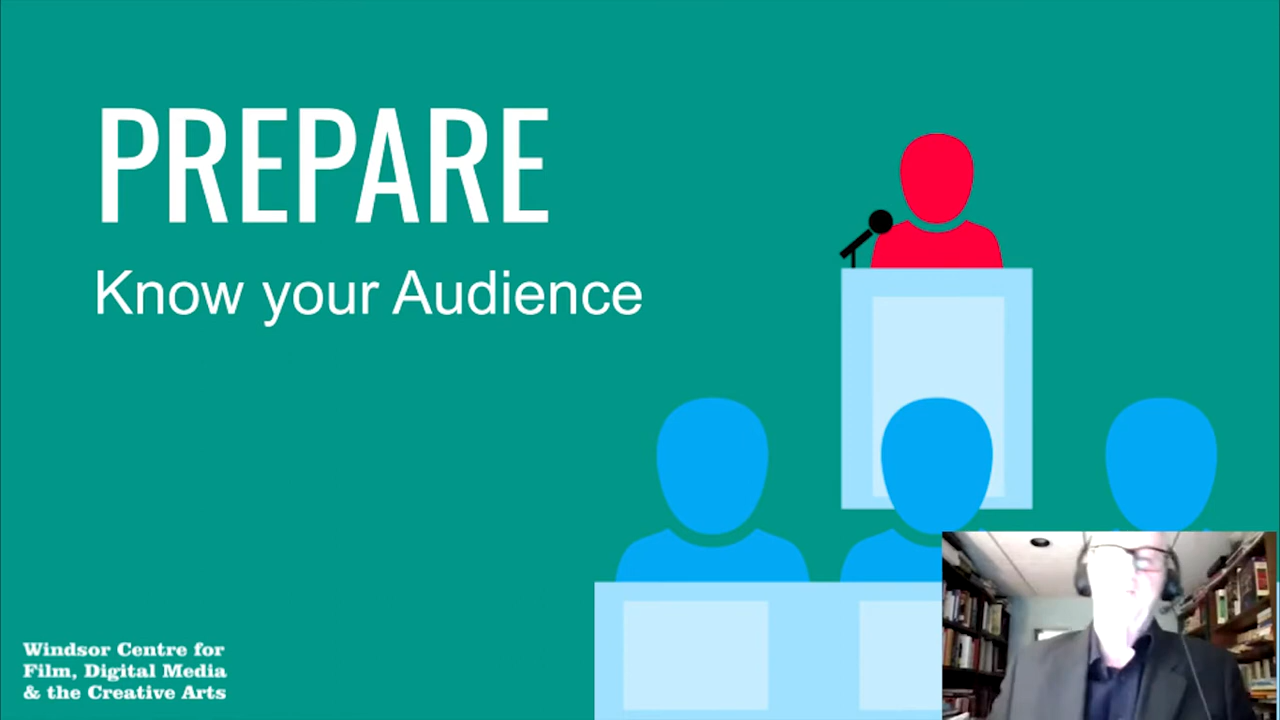 PREPARE
Know your Audience
Windsor Centre for
Film, Digital Media
& the Creative Arts